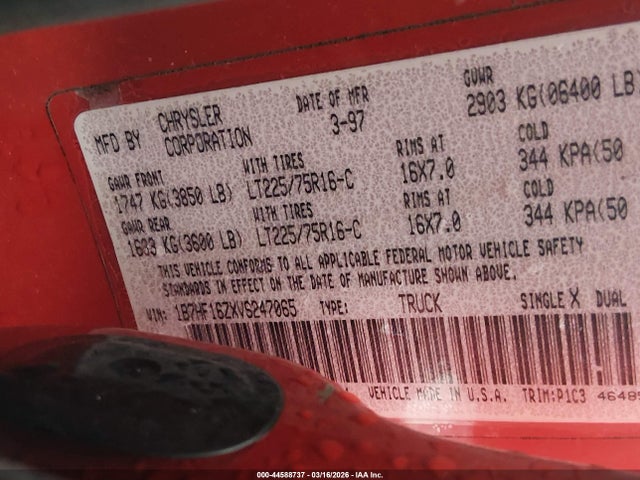 MFD BY CHRYSLER CORPORATION DATE OF MFR 3-97 GVWR 2903 KG(06400 LB)
GAWR FRONT WITH TIRES RIMS AT COLD
1747 KG(3850 LB) LT225/75R16-C 16X7.0 344 KPA(50
GAWR REAR WITH TIRES RIMS AT COLD
1633 KG(3600 LB) LT225/75R16-C 16X7.0 344 KPA(50
THIS VEHICLE CONFORMS TO ALL APPLICABLE FEDERAL MOTOR VEHICLE SAFETY
STANDARDS IN EFFECT ON THE DATE OF MANUFACTURE SHOWN ABOVE.
VIN: 1B7HF16ZXVS247065 TYPE: TRUCK SINGLE X DUAL
VEHICLE MADE IN U.S.A. TRIM:P1C3 46485
000-44588737 - 03/16/2026 - IAA Inc.